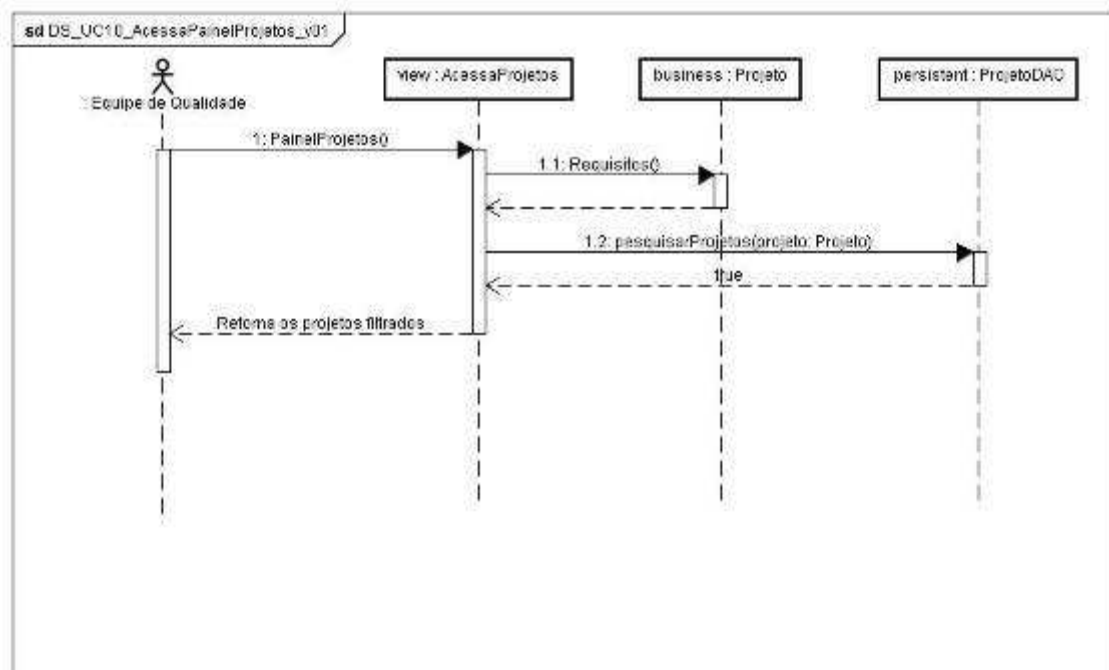 sd DS_UC10_AcessaPainelProjetos_v01
: Equipe de Qualidade
view : AcessaProjetos
business : Projeto
persistent : ProjetoDAO
1: PainelProjetos()
1.1: Requisitos()
1.2: pesquisarProjetos(projeto: Projeto)
true
Retorna os projetos filtrados